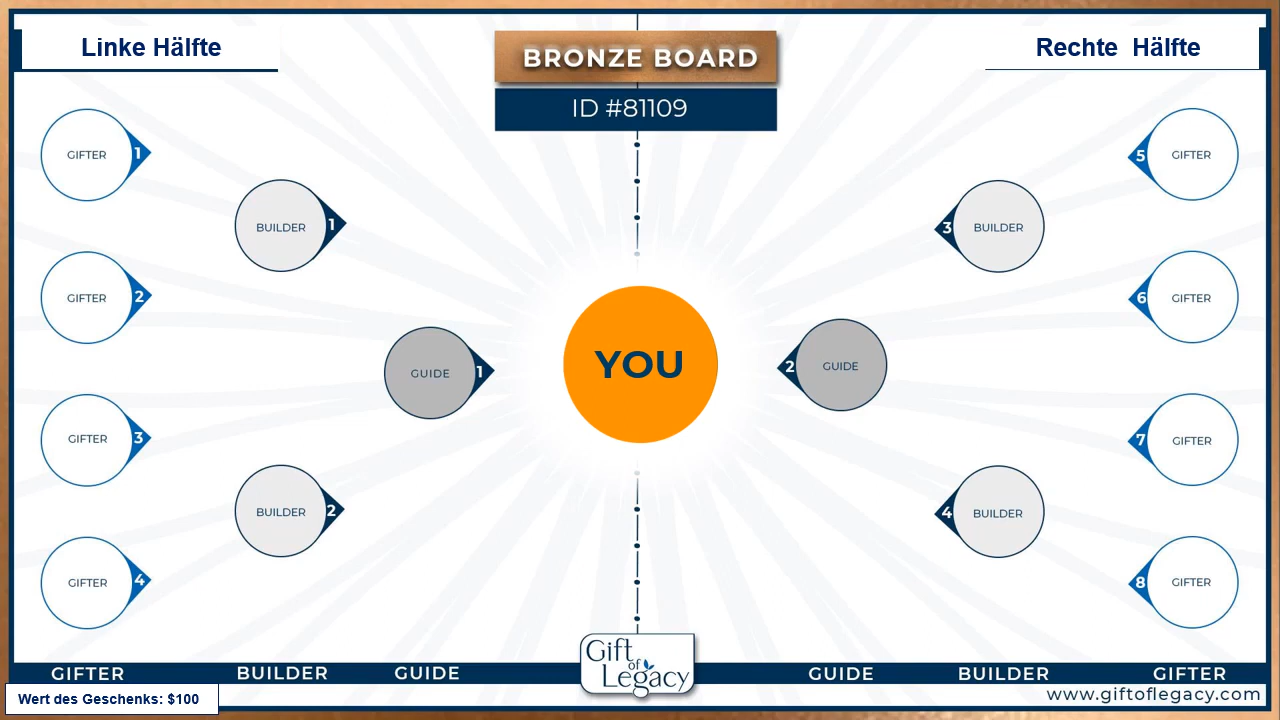 Linke Hälfte
BRONZE BOARD
Rechte Hälfte
ID #81109
GIFTER 1
5 GIFTER
BUILDER 1
3 BUILDER
GIFTER 2
6 GIFTER
GUIDE 1
YOU
2 GUIDE
GIFTER 3
7 GIFTER
BUILDER 2
4 BUILDER
GIFTER 4
8 GIFTER
Gift
of
Legacy
GIFTER BUILDER GUIDE GUIDE BUILDER GIFTER
Wert des Geschenks: $100
www.giftoflegacy.com